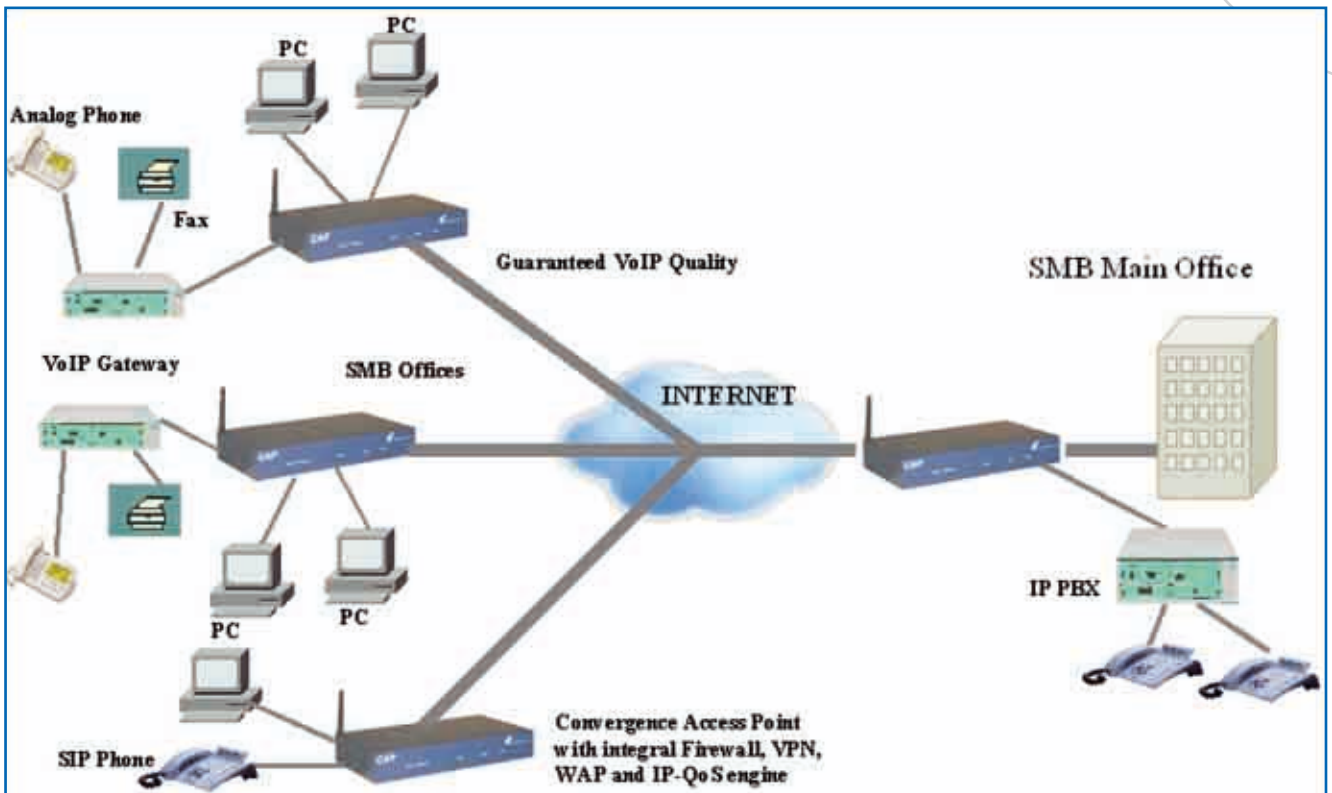 PC
PC
Analog Phone
Fax
Guaranteed VoIP Quality
SMB Main Office
VoIP Gateway
SMB Offices
INTERNET
IP PBX
PC
PC
SIP Phone
Convergence Access Point
with integral Firewall, VPN,
WAP and IP-QoS engine